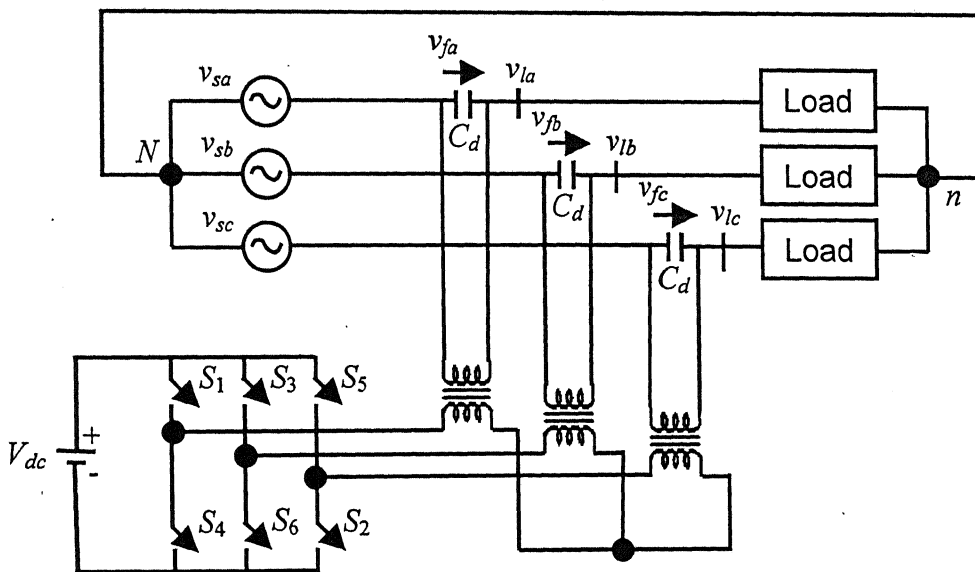 v_fa
v_sa
v_la
Load
C_d
v_fb
N
v_sb
v_lb
Load
C_d
v_fc
n
v_sc
v_lc
Load
C_d
S_1
S_3
S_5
V_dc
+
-
S_4
S_6
S_2